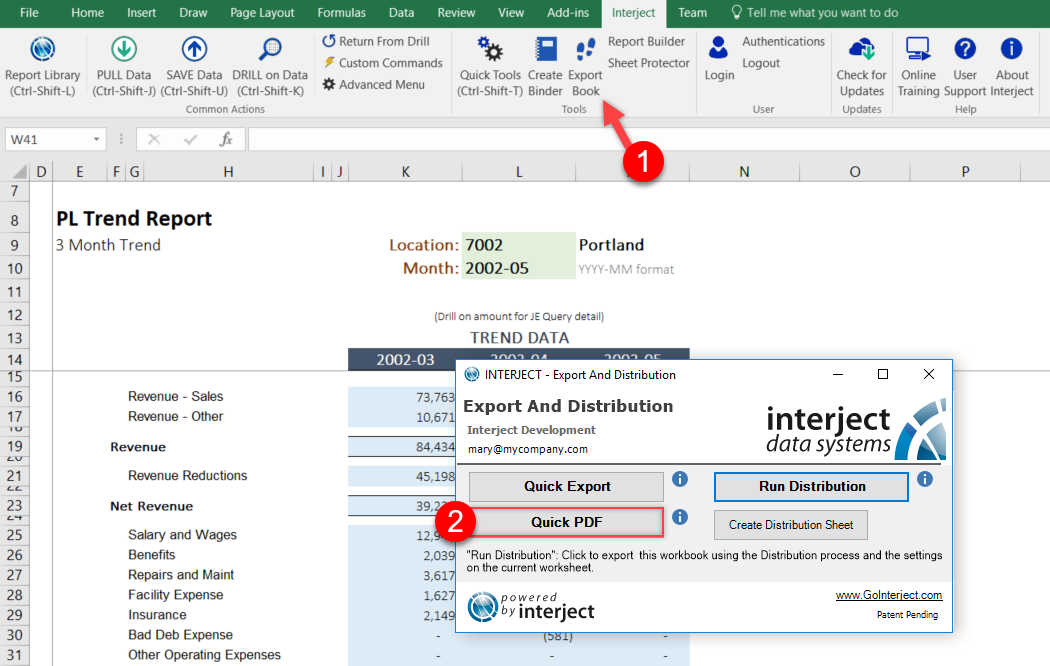 File Home Insert Draw Page Layout Formulas Data Review View Add-ins Interject Team Tell me what you want to do
Report Library (Ctrl-Shift-L)
PULL Data (Ctrl-Shift-J)
SAVE Data (Ctrl-Shift-U)
DRILL on Data (Ctrl-Shift-K)
Common Actions
Return From Drill
Custom Commands
Advanced Menu
Quick Tools (Ctrl-Shift-T)
Create Binder
Export Book
Report Builder
Sheet Protector
Tools
Login
Authentications
Logout
User
Check for Updates
Updates
Online Training
User Support
About Interject
Help
W41 fx
1
D E F G H I J K L N O P
7
8 PL Trend Report
9 3 Month Trend Location: 7002 Portland
10 Month: 2002-05 YYYY-MM format
11
12 (Drill on amount for JE Query detail)
13 TREND DATA
14 2002-03 2002-04 2002-05
15
16 Revenue - Sales 73,763
17 Revenue - Other 10,671
18
19 Revenue 84,434
20
21 Revenue Reductions 45,198
22
23 Net Revenue
24
25 Salary and Wages
26 Benefits 2,039
27 Repairs and Maint 3,617
28 Facility Expense 1,627
29 Insurance 2,149
30 Bad Deb Expense - (581) -
31 Other Operating Expenses - - -
INTERJECT - Export And Distribution
Export And Distribution
Interject Development
mary@mycompany.com
interject
data systems
Quick Export
Run Distribution
2
Quick PDF
Create Distribution Sheet
"Run Distribution": Click to export this workbook using the Distribution process and the settings
on the current worksheet.
powered
by interject
www.GoInterject.com
Patent Pending